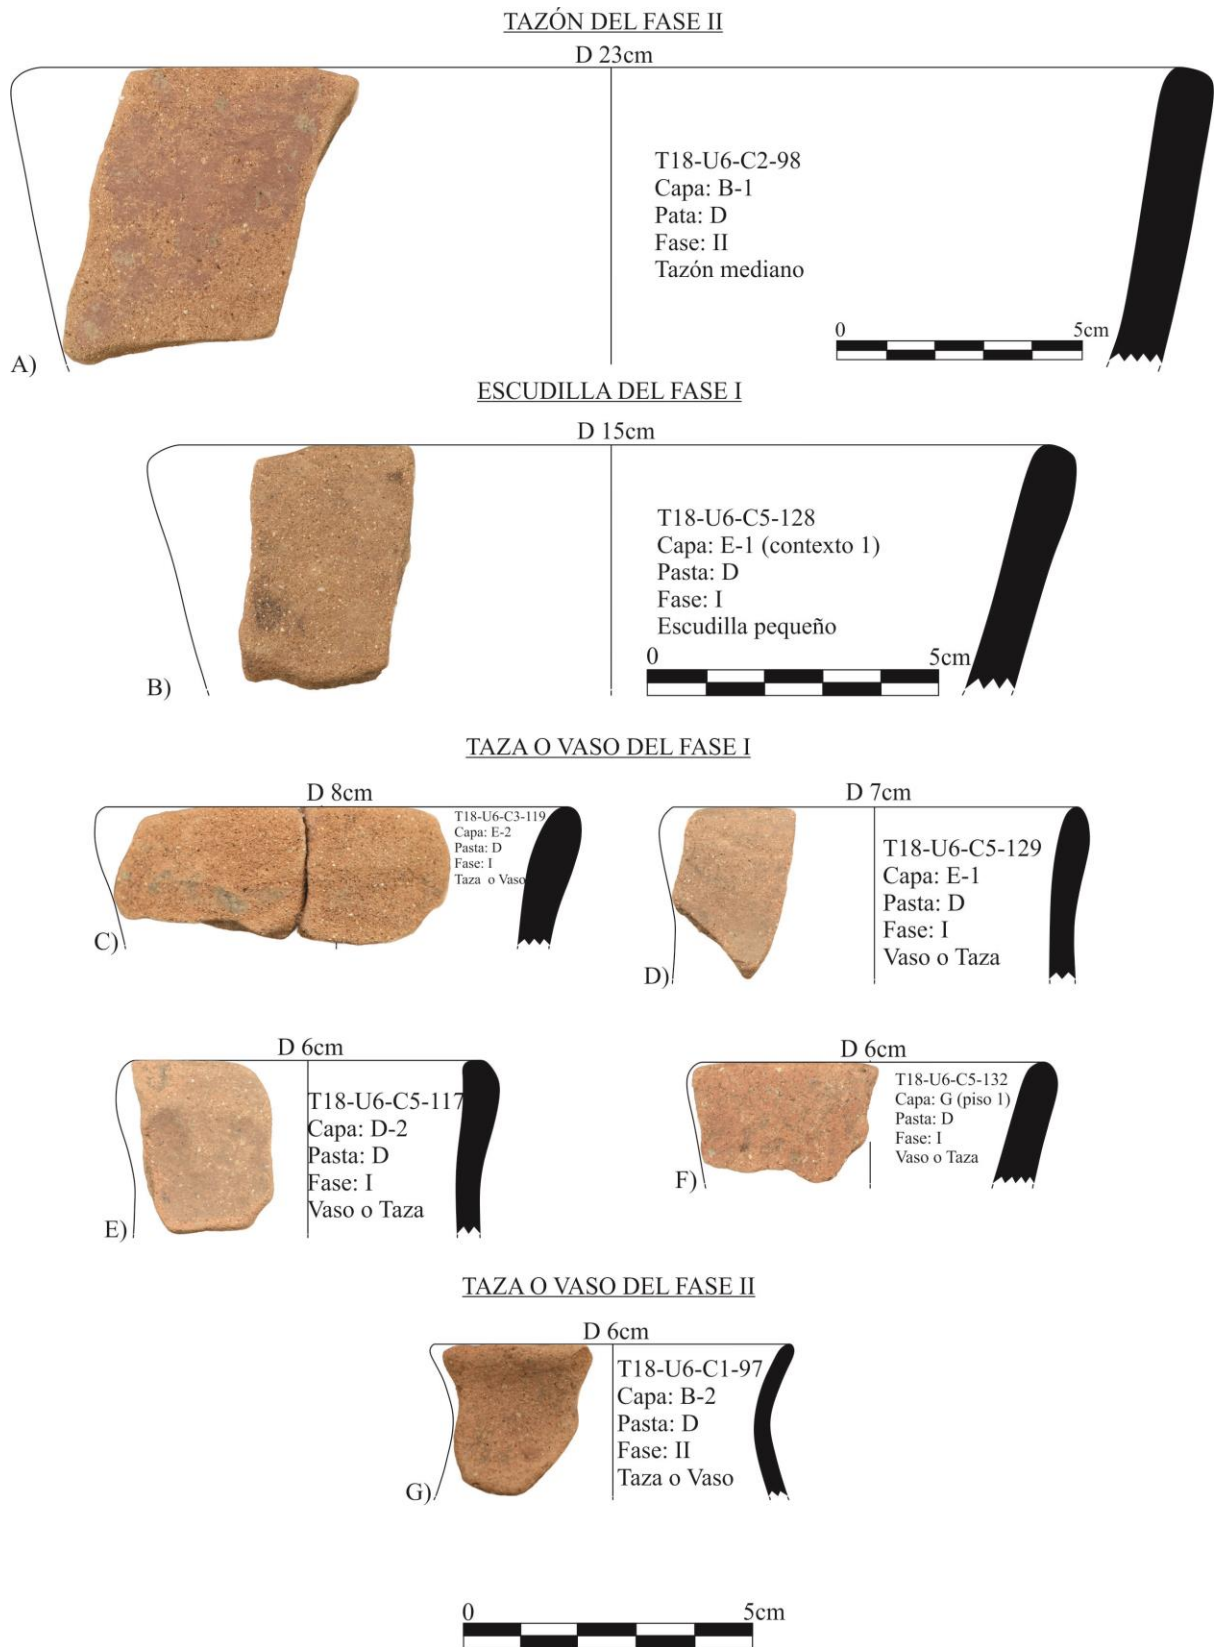 TAZÓN DEL FASE II
D 23cm
T18-U6-C2-98
Capa: B-1
Pata: D
Fase: II
Tazón mediano
0 5cm
A)
ESCUDILLA DEL FASE I
D 15cm
T18-U6-C5-128
Capa: E-1 (contexto 1)
Pasta: D
Fase: I
Escudilla pequeño
0 5cm
B)
TAZA O VASO DEL FASE I
D 8cm
T18-U6-C3-119
Capa: E-2
Pasta: D
Fase: I
Taza o Vaso
C)
D 7cm
T18-U6-C5-129
Capa: E-1
Pasta: D
Fase: I
Vaso o Taza
D)
D 6cm
T18-U6-C5-117
Capa: D-2
Pasta: D
Fase: I
Vaso o Taza
E)
D 6cm
T18-U6-C5-132
Capa: G (piso 1)
Pasta: D
Fase: I
Vaso o Taza
F)
TAZA O VASO DEL FASE II
D 6cm
T18-U6-C1-97
Capa: B-2
Pasta: D
Fase: II
Taza o Vaso
G)
0 5cm